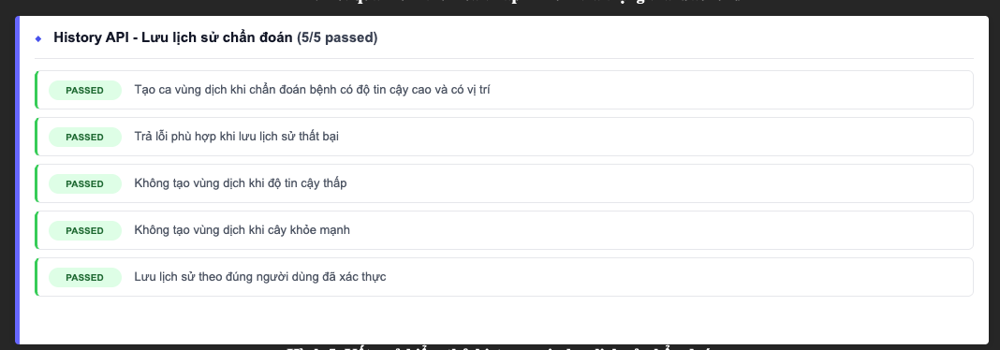 History API - Lưu lịch sử chẩn đoán (5/5 passed)
PASSED Tạo ca vùng dịch khi chẩn đoán bệnh có độ tin cậy cao và có vị trí
PASSED Trả lỗi phù hợp khi lưu lịch sử thất bại
PASSED Không tạo vùng dịch khi độ tin cậy thấp
PASSED Không tạo vùng dịch khi cây khỏe mạnh
PASSED Lưu lịch sử theo đúng người dùng đã xác thực